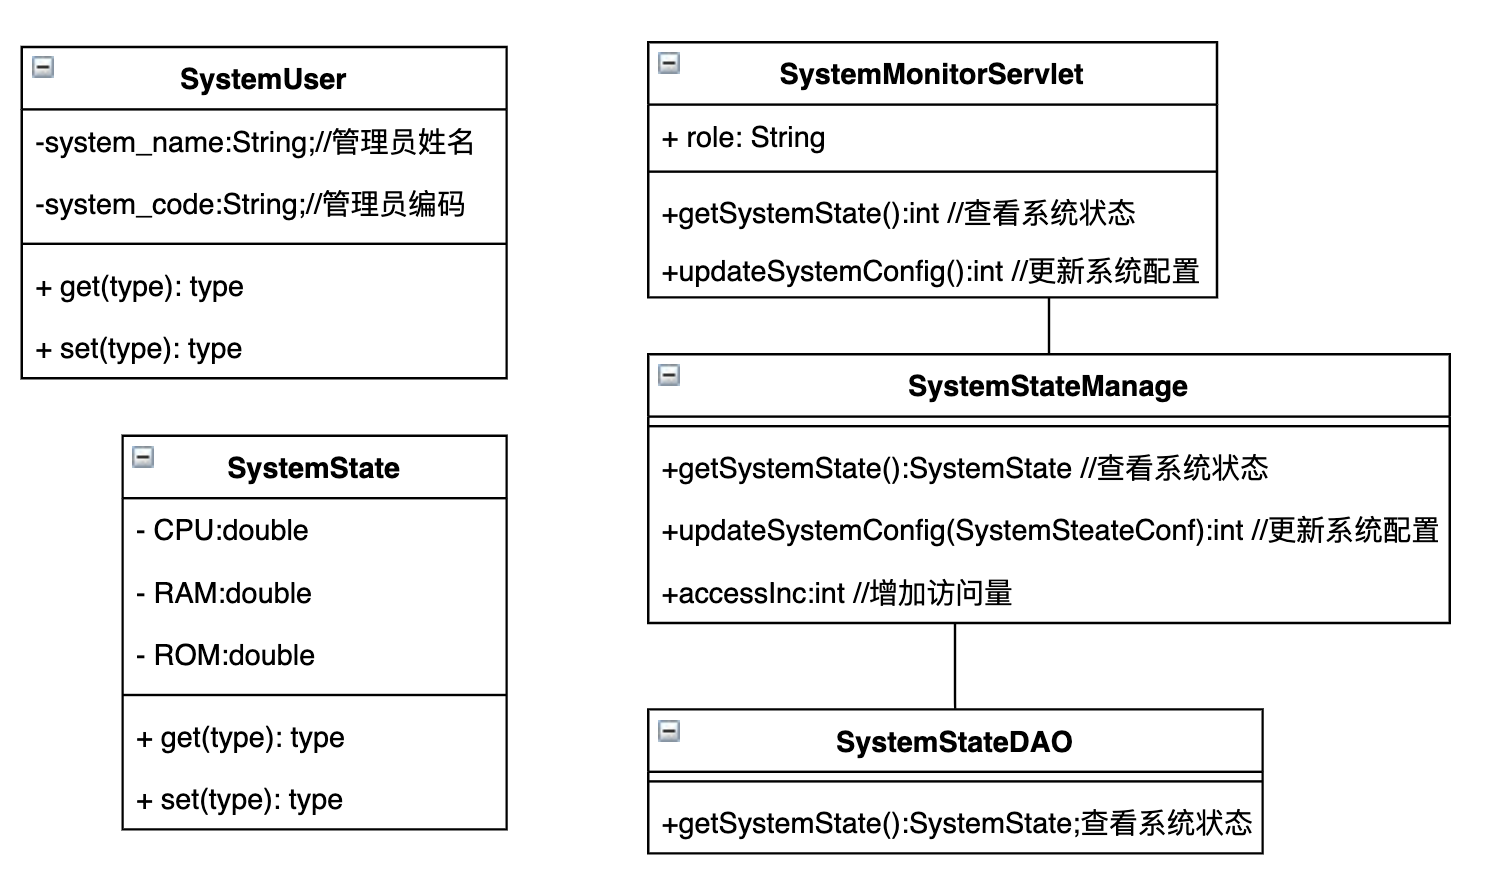 SystemUser
-system_name:String;//管理员姓名
-system_code:String;//管理员编码
+ get(type): type
+ set(type): type
SystemState
- CPU:double
- RAM:double
- ROM:double
+ get(type): type
+ set(type): type
SystemMonitorServlet
+ role: String
+getSystemState():int //查看系统状态
+updateSystemConfig():int //更新系统配置
SystemStateManage
+getSystemState():SystemState //查看系统状态
+updateSystemConfig(SystemSteateConf):int //更新系统配置
+accessInc:int //增加访问量
SystemStateDAO
+getSystemState():SystemState;查看系统状态